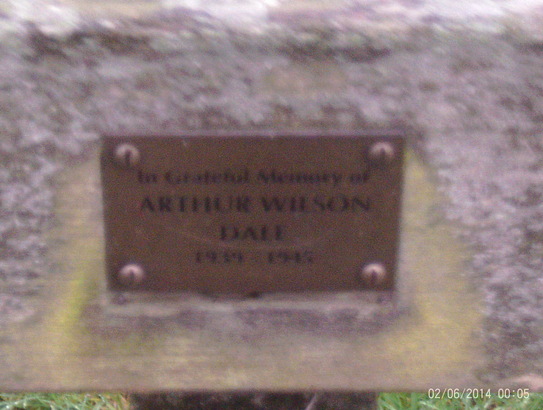 In Grateful Memory of
ARTHUR WILSON
DALE
1939 - 1945
02/06/2014 00:05